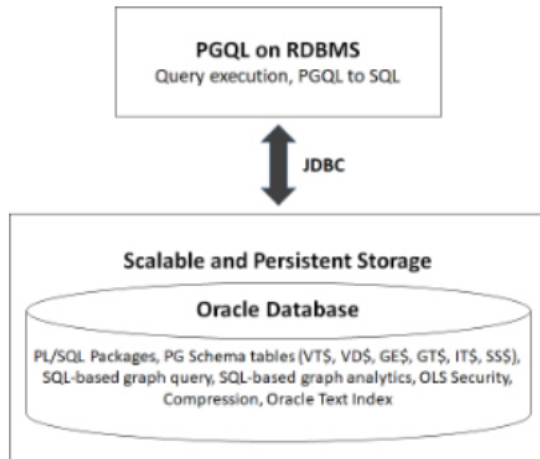 PGQL on RDBMS
Query execution, PGQL to SQL
JDBC
Scalable and Persistent Storage
Oracle Database
PL/SQL Packages, PG Schema tables (VT$, VD$, GE$, GT$, IT$, SS$),
SQL-based graph query, SQL-based graph analytics, OLS Security,
Compression, Oracle Text Index